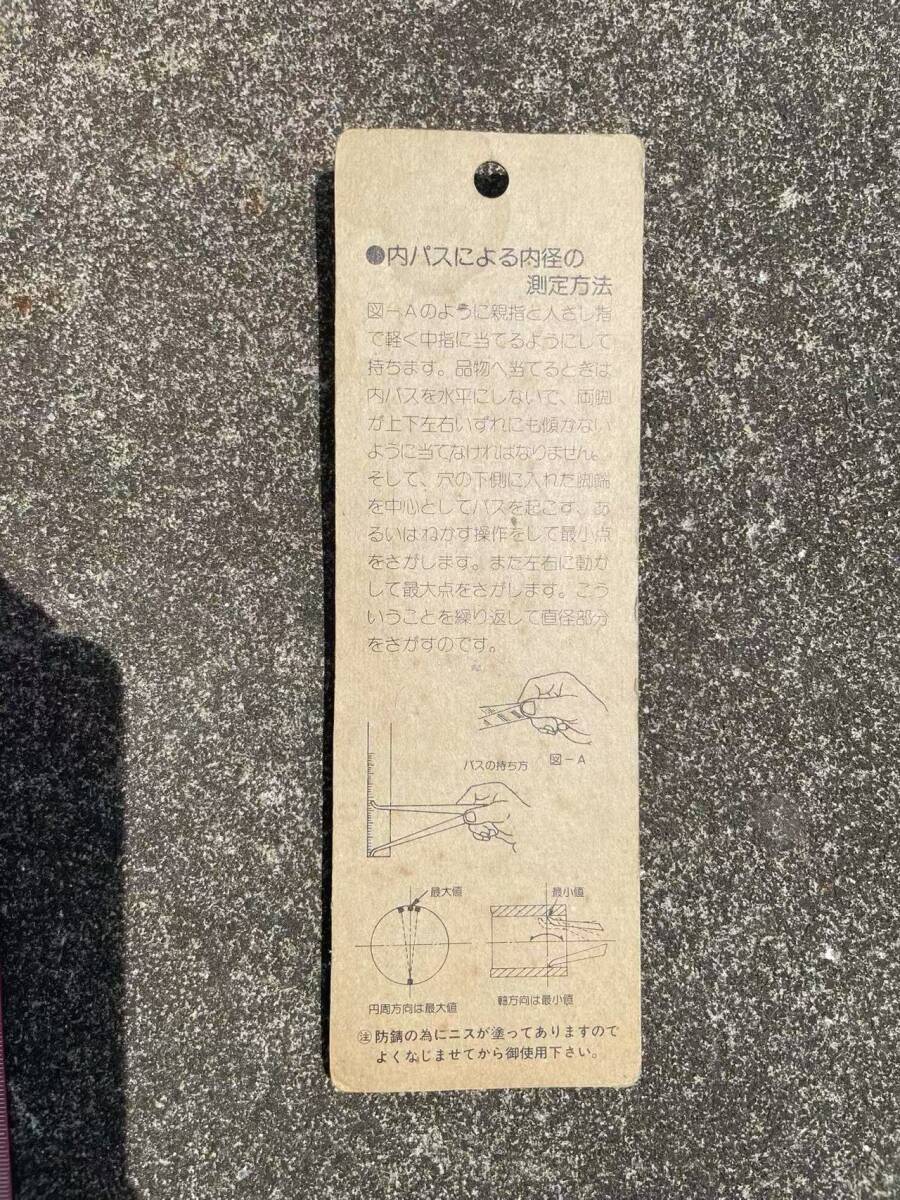 ●内パスによる内径の
測定方法
図－Aのように親指と人さし指
で軽く中指に当てるようにして
持ちます。品物へ当てるときは
内パスを水平にしないで、両脚
が上下左右いずれにも傾かない
ように当てなければなりません。
そして、穴の下側に入れた脚端
を中心としてパスを起こす、あ
るいはねかす操作をして最小点
をさがします。また左右に動か
して最大点をさがします。こう
いうことを繰り返して直径部分
をさがすのです。
パスの持ち方
図－A
最大値
最小値
円周方向は最大値
軸方向は最小値
㊟防錆の為にニスが塗ってありますので
よくなじませてから御使用下さい。